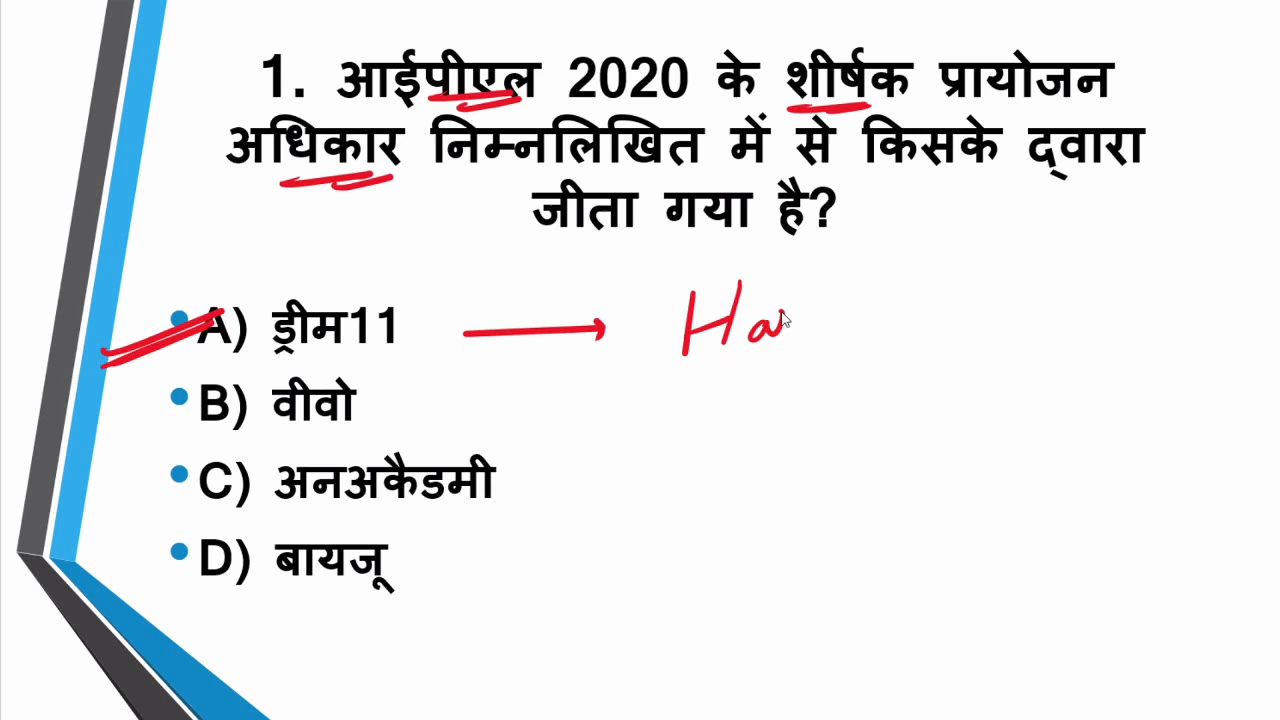 1. आईपीएल 2020 के शीर्षक प्रायोजन
अधिकार निम्नलिखित में से किसके द्वारा
जीता गया है?
A) ड्रीम11 Ha
B) वीवो
C) अनअकैडमी
D) बायजू